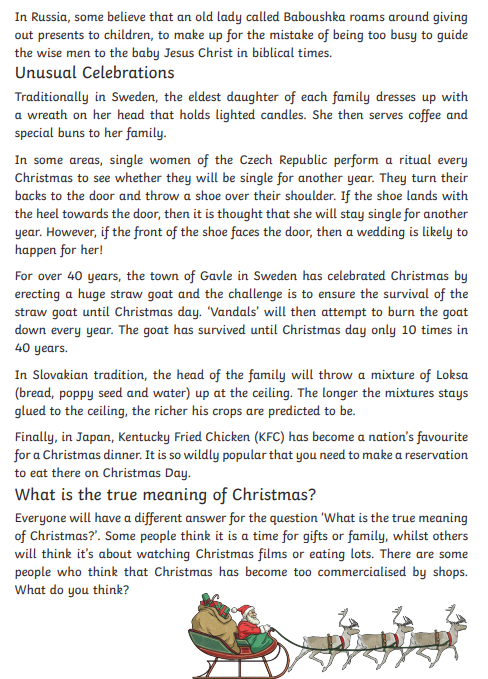 In Russia, some believe that an old lady called Baboushka roams around giving
out presents to children, to make up for the mistake of being too busy to guide
the wise men to the baby Jesus Christ in biblical times.
Unusual Celebrations
Traditionally in Sweden, the eldest daughter of each family dresses up with
a wreath on her head that holds lighted candles. She then serves coffee and
special buns to her family.
In some areas, single women of the Czech Republic perform a ritual every
Christmas to see whether they will be single for another year. They turn their
backs to the door and throw a shoe over their shoulder. If the shoe lands with
the heel towards the door, then it is thought that she will stay single for another
year. However, if the front of the shoe faces the door, then a wedding is likely to
happen for her!
For over 40 years, the town of Gavle in Sweden has celebrated Christmas by
erecting a huge straw goat and the challenge is to ensure the survival of the
straw goat until Christmas day. ‘Vandals’ will then attempt to burn the goat
down every year. The goat has survived until Christmas day only 10 times in
40 years.
In Slovakian tradition, the head of the family will throw a mixture of Loksa
(bread, poppy seed and water) up at the ceiling. The longer the mixtures stays
glued to the ceiling, the richer his crops are predicted to be.
Finally, in Japan, Kentucky Fried Chicken (KFC) has become a nation’s favourite
for a Christmas dinner. It is so wildly popular that you need to make a reservation
to eat there on Christmas Day.
What is the true meaning of Christmas?
Everyone will have a different answer for the question ‘What is the true meaning
of Christmas?’. Some people think it is a time for gifts or family, whilst others
will think it’s about watching Christmas films or eating lots. There are some
people who think that Christmas has become too commercialised by shops.
What do you think?